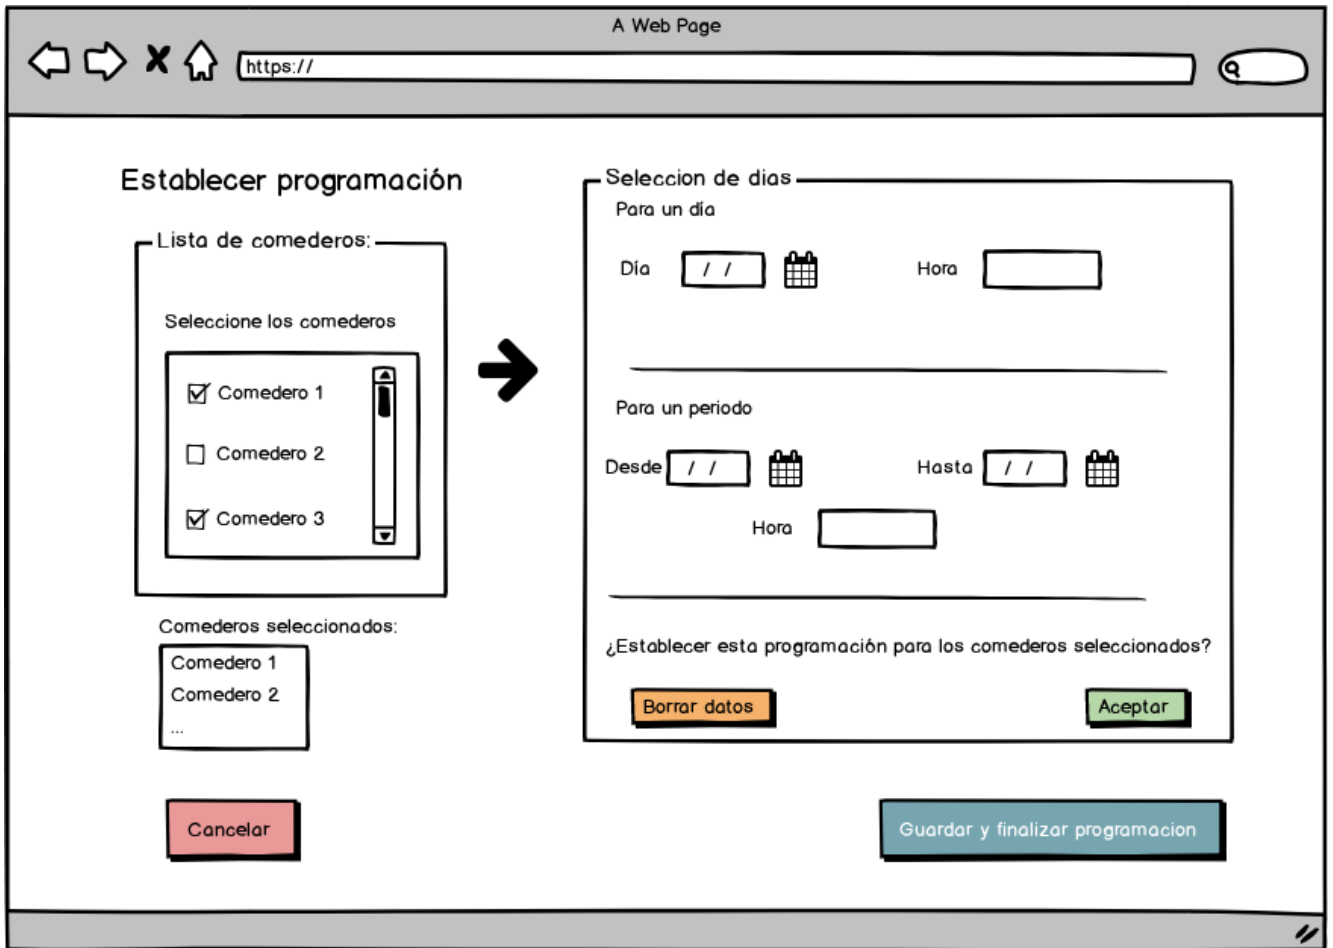 A Web Page
https://
Establecer programación
Lista de comederos:
Seleccione los comederos
Comedero 1
Comedero 2
Comedero 3
Comederos seleccionados:
Comedero 1
Comedero 2
...
Cancelar
Seleccion de dias
Para un día
Día / / Hora
Para un periodo
Desde / / Hasta / /
Hora
¿Establecer esta programación para los comederos seleccionados?
Borrar datos Aceptar
Guardar y finalizar programacion